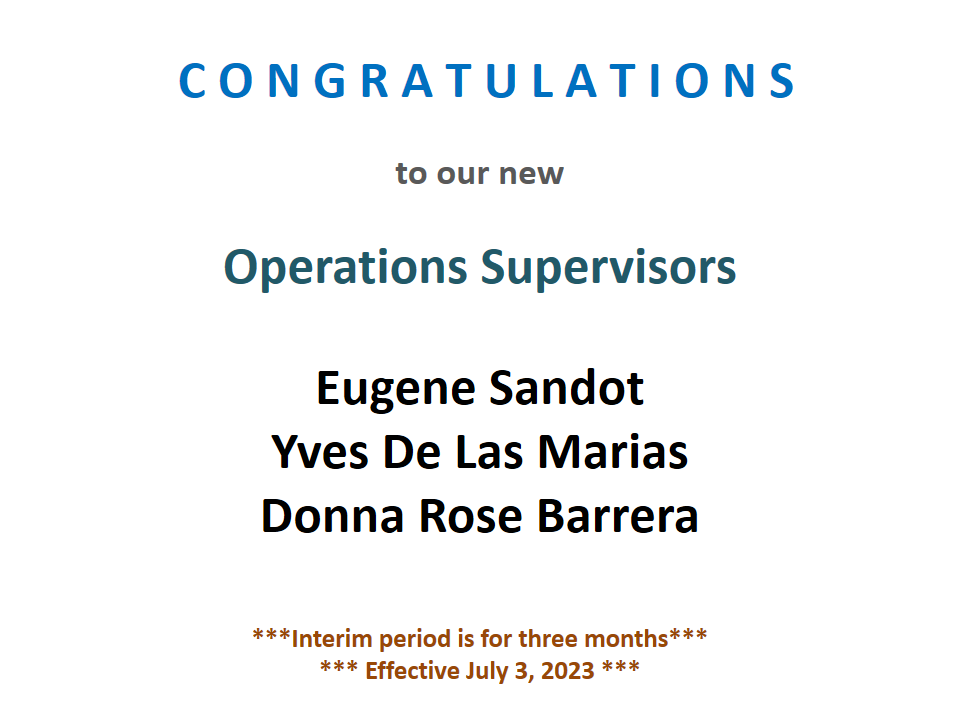 C O N G R A T U L A T I O N S
to our new
Operations Supervisors
Eugene Sandot
Yves De Las Marias
Donna Rose Barrera
***Interim period is for three months***
*** Effective July 3, 2023 ***